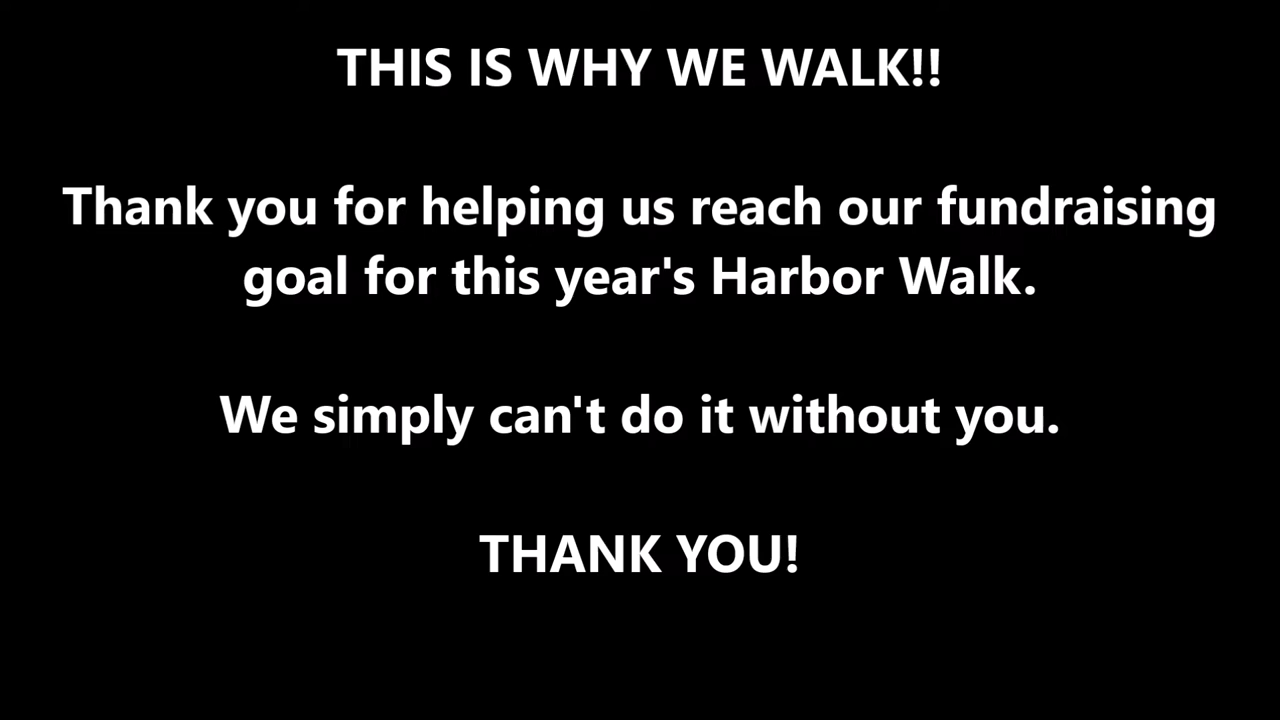 THIS IS WHY WE WALK!!
Thank you for helping us reach our fundraising
goal for this year's Harbor Walk.
We simply can't do it without you.
THANK YOU!